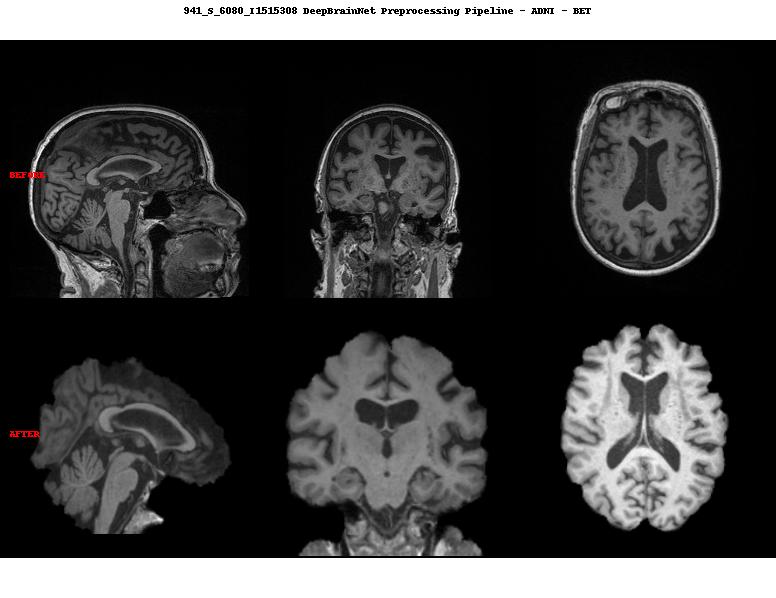 941_S_6080_I1515308 DeepBrainNet Preprocessing Pipeline - ADNI - BET
BEFORE
AFTER